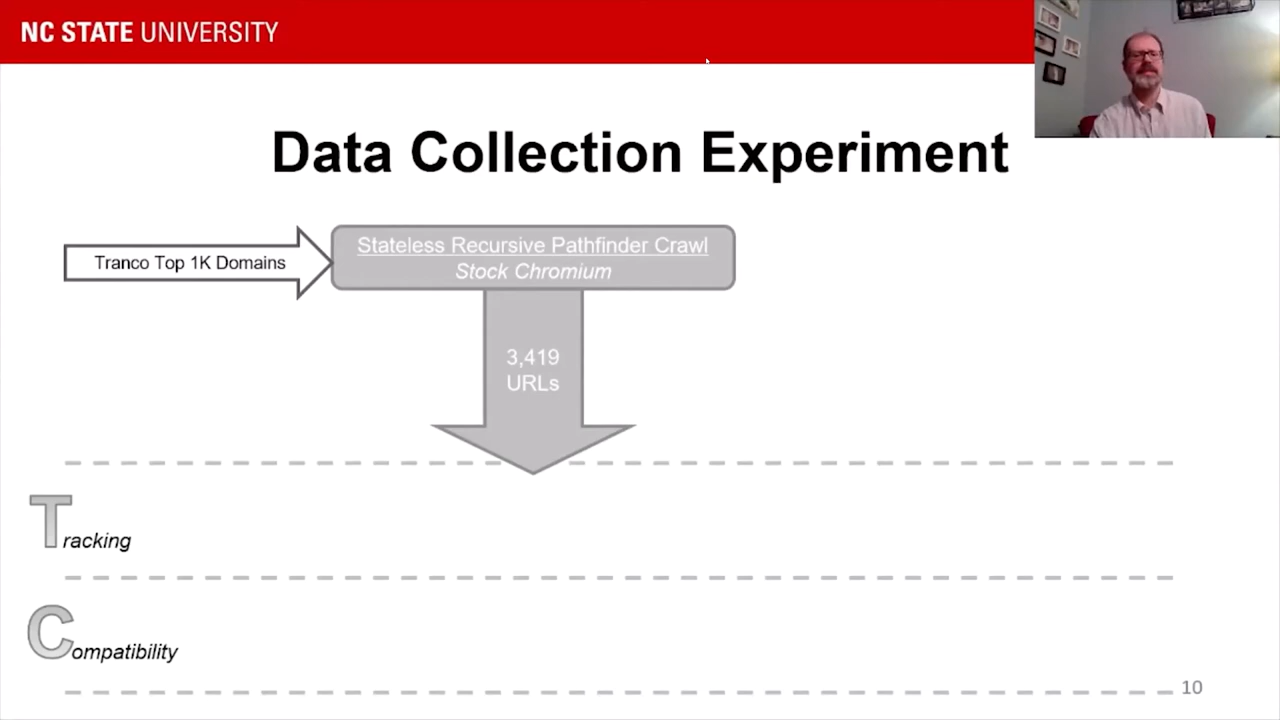 NC STATE UNIVERSITY
Data Collection Experiment
Tranco Top 1K Domains
Stateless Recursive Pathfinder Crawl
Stock Chromium
3,419
URLs
Tracking
Compatibility
10